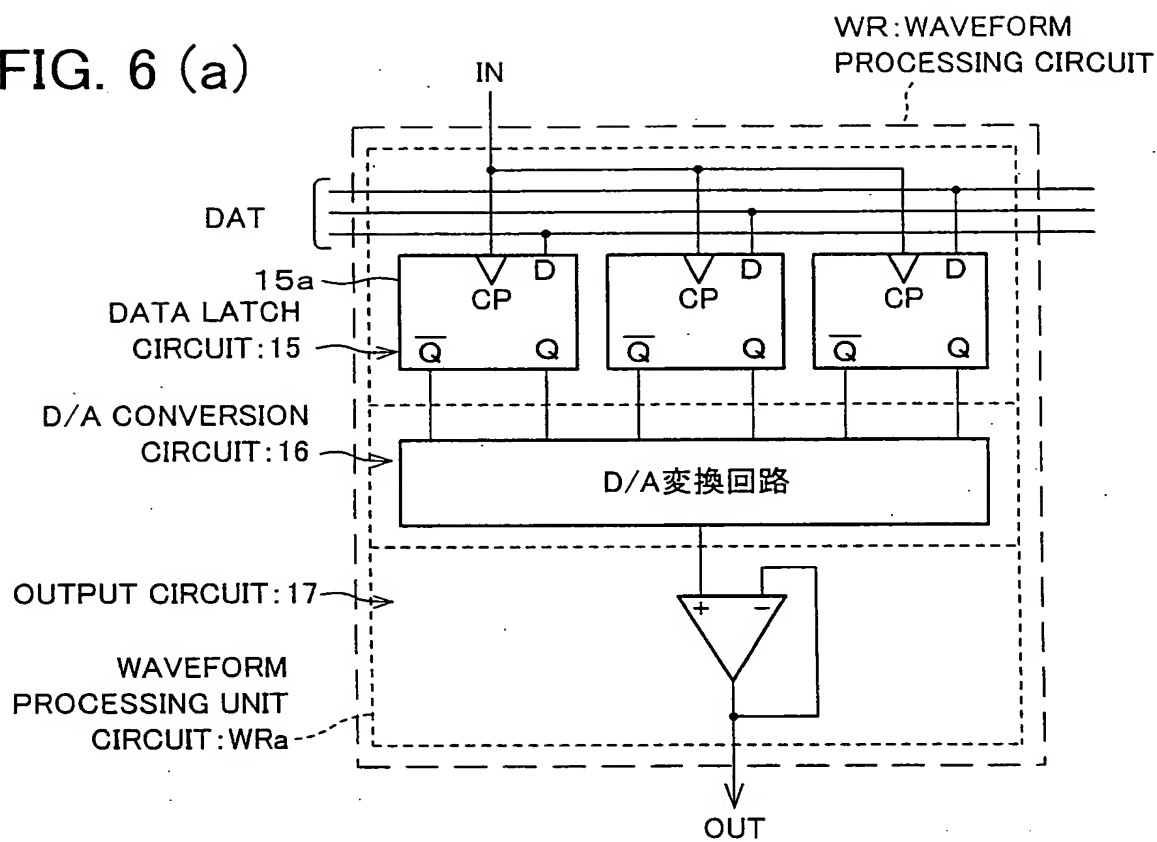 FIG. 6 (a)
WR:WAVEFORM
PROCESSING CIRCUIT
IN
DAT
15a
DATA LATCH
CIRCUIT:15
D
CP
Q
Q
D
CP
Q
Q
D
CP
Q
Q
D/A CONVERSION
CIRCUIT:16
D/A変換回路
OUTPUT CIRCUIT:17
+ −
WAVEFORM
PROCESSING UNIT
CIRCUIT:WRa
OUT